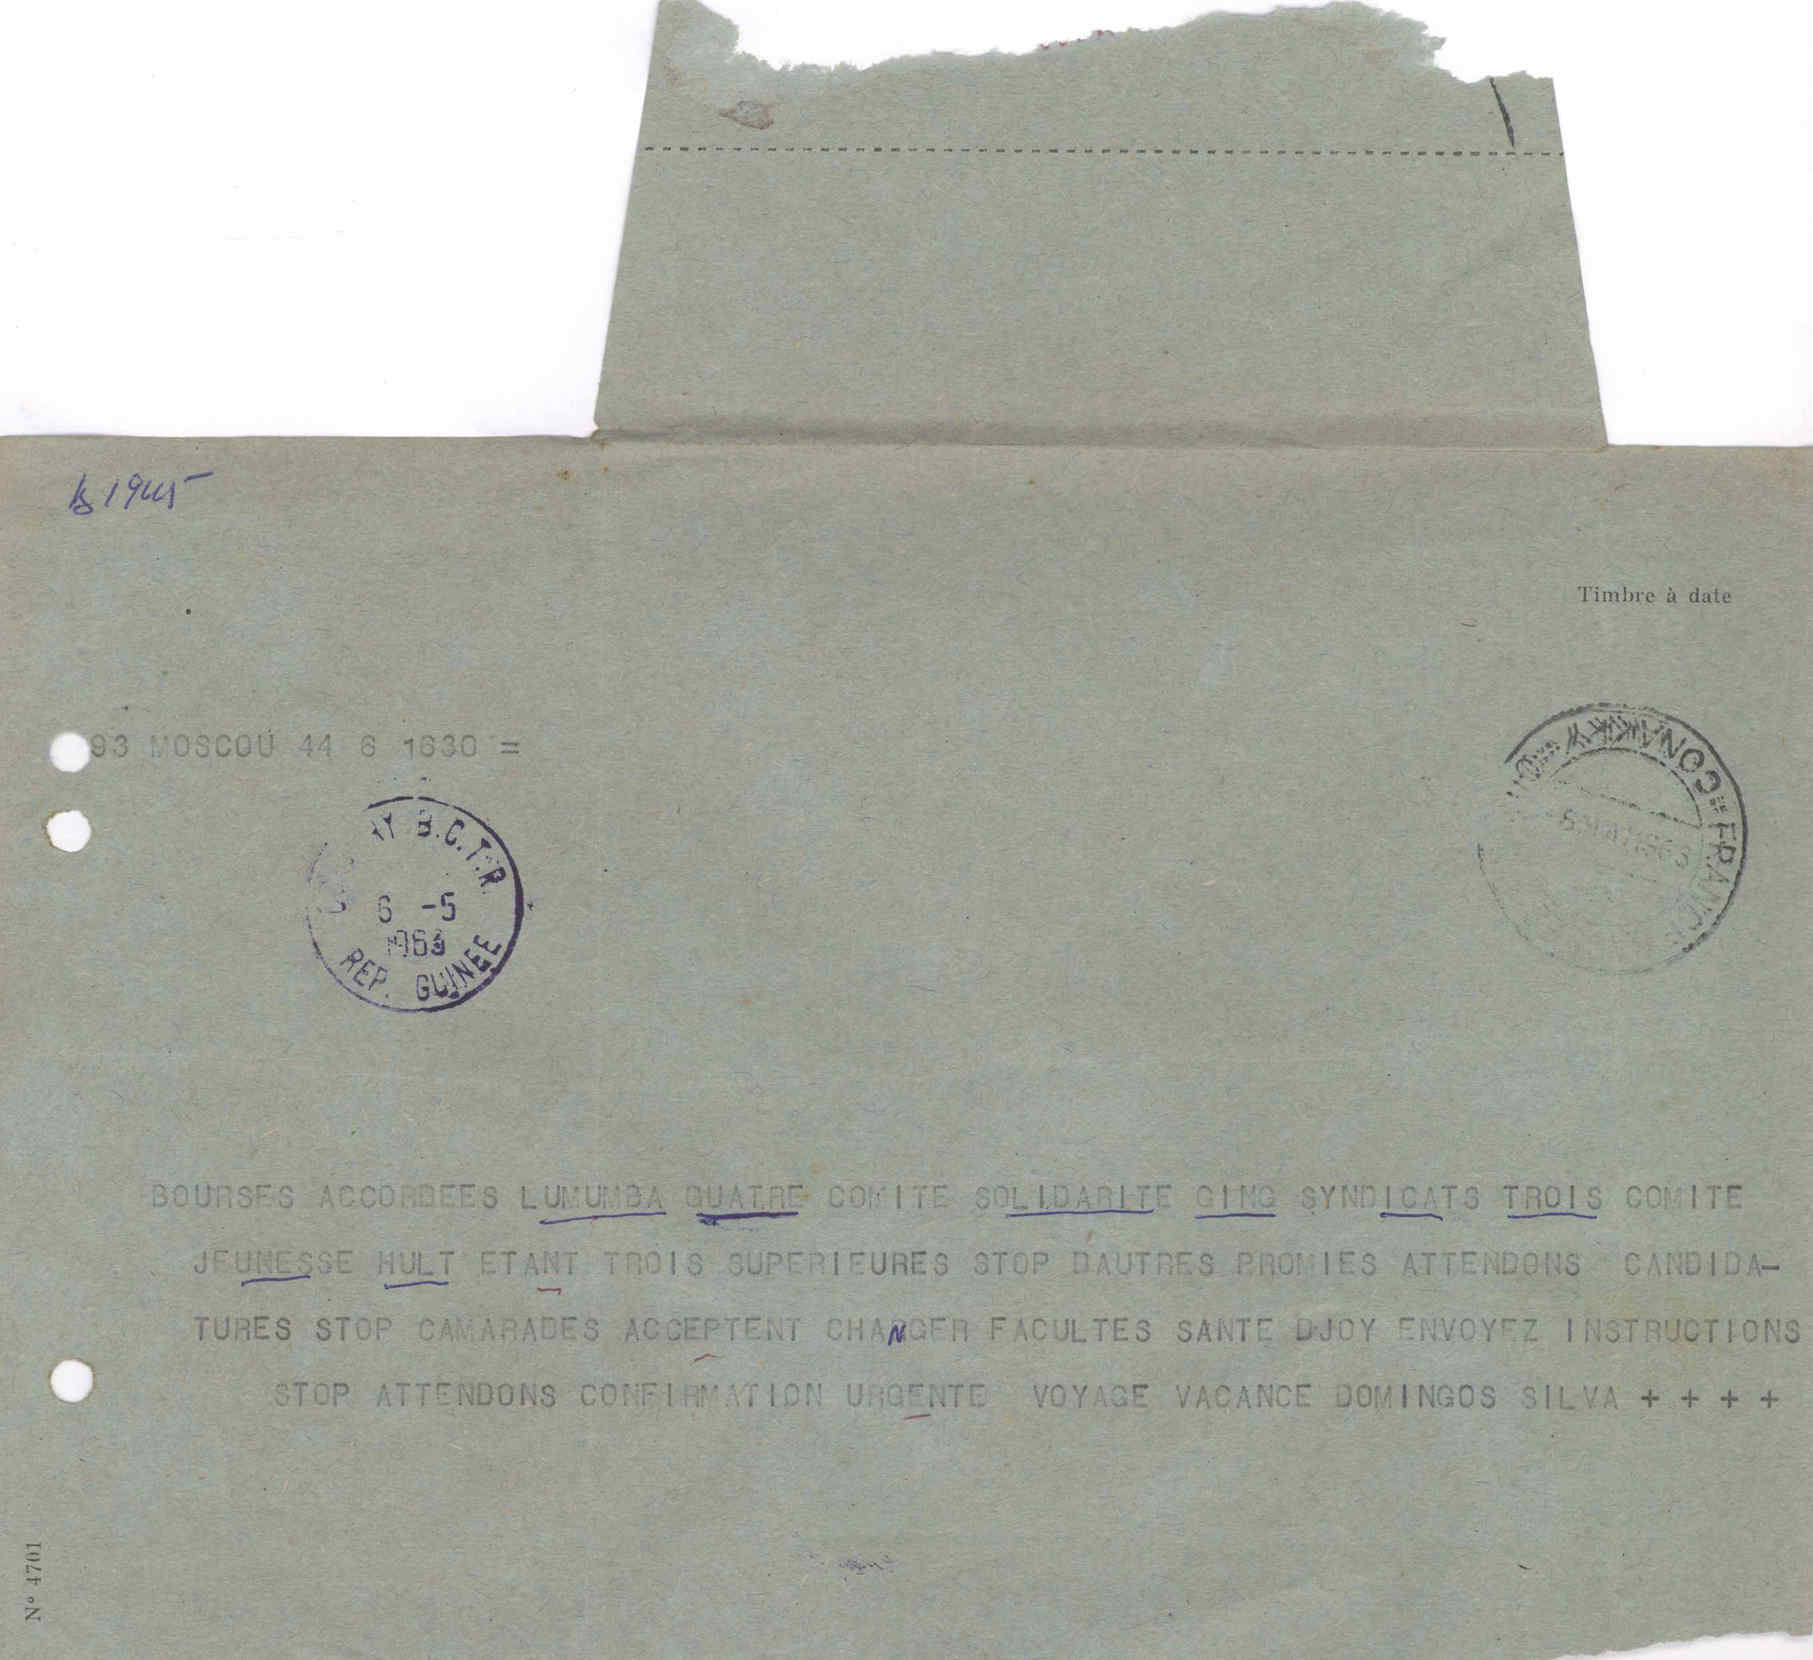 Timbre à date
93 MOSCOU 44 6 1630 =
B.C.T.R.
6 -5
1963
REP. GUINEE
BOURSES ACCORDEES LUMUMBA QUATRE COMITE SOLIDARITE CINQ SYNDICATS TROIS COMITE
JEUNESSE HULT ETANT TROIS SUPERIEURES STOP DAUTRES PROMIES ATTENDONS CANDIDA-
TURES STOP CAMARADES ACCEPTENT CHANGER FACULTES SANTE DJOY ENVOYEZ INSTRUCTIONS
STOP ATTENDONS CONFIRMATION URGENTE VOYAGE VACANCE DOMINGOS SILVA + + + +
N° 4701